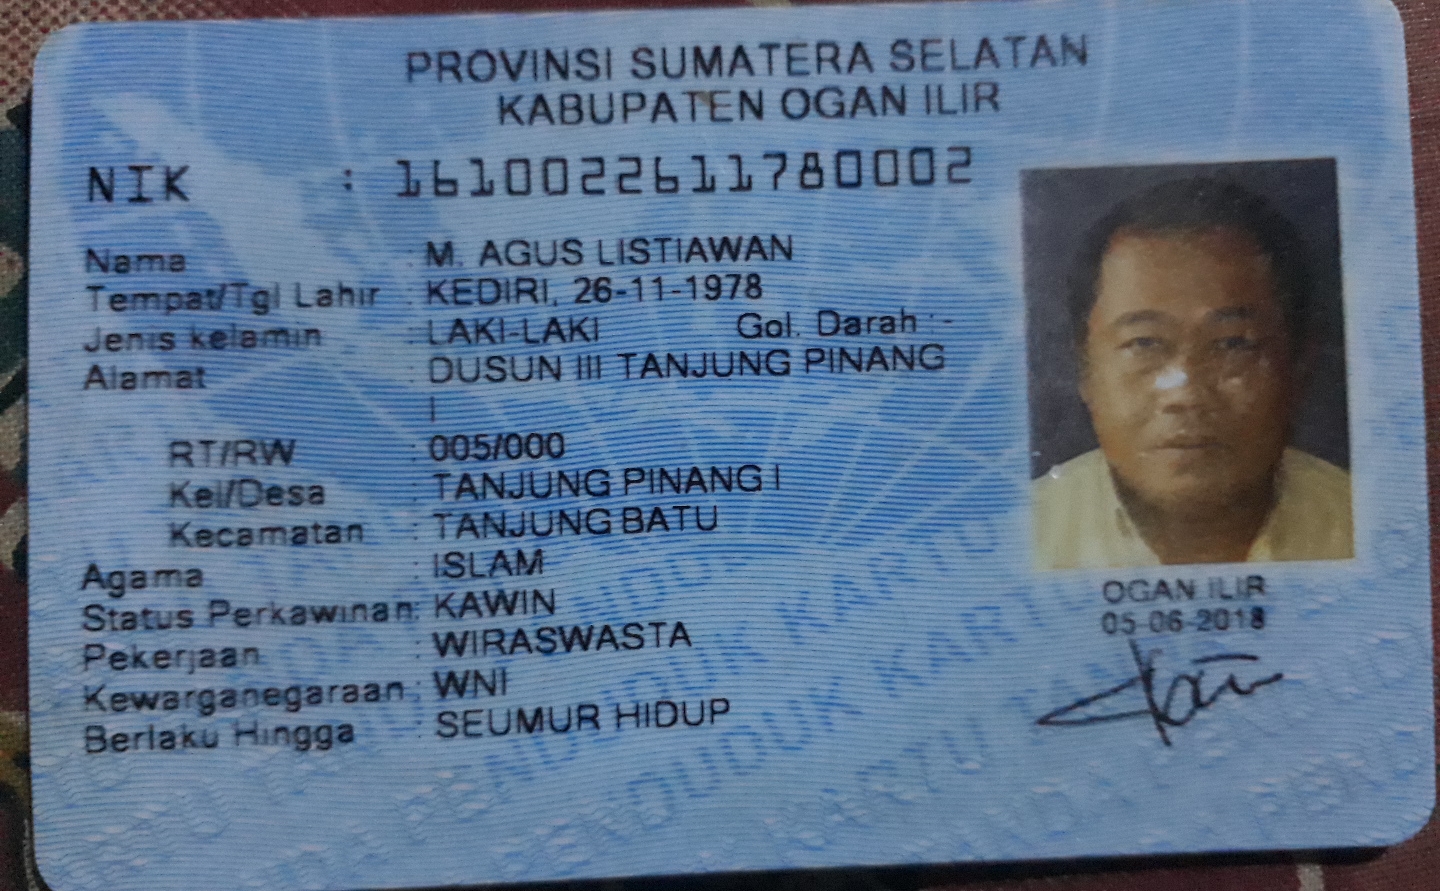 PROVINSI SUMATERA SELATAN
KABUPATEN OGAN ILIR
NIK : 1610022611780002
Nama : M. AGUS LISTIAWAN
Tempat/Tgl Lahir : KEDIRI, 26-11-1978
Jenis kelamin : LAKI-LAKI Gol. Darah : -
Alamat : DUSUN III TANJUNG PINANG
I
RT/RW : 005/000
Kel/Desa : TANJUNG PINANG I
Kecamatan : TANJUNG BATU
Agama : ISLAM
Status Perkawinan: KAWIN
Pekerjaan : WIRASWASTA
Kewarganegaraan : WNI
Berlaku Hingga : SEUMUR HIDUP
OGAN ILIR
05-06-2018